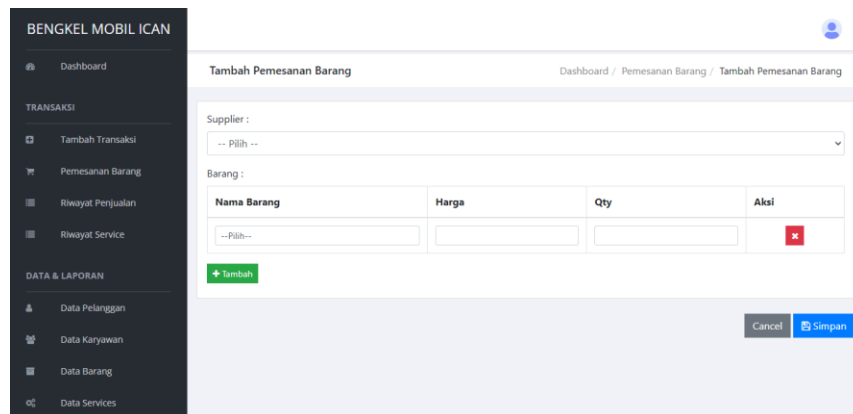 BENGKEL MOBIL ICAN
Dashboard
TRANSAKSI
Tambah Transaksi
Pemesanan Barang
Riwayat Penjualan
Riwayat Service
DATA & LAPORAN
Data Pelanggan
Data Karyawan
Data Barang
Data Services
Tambah Pemesanan Barang
Dashboard / Pemesanan Barang / Tambah Pemesanan Barang
Supplier :
-- Pilih --
Barang :
Nama Barang Harga Qty Aksi
--Pilih--
+ Tambah
Cancel Simpan